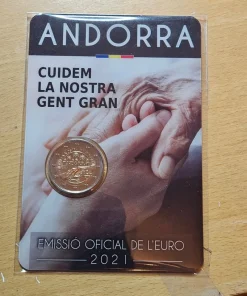 ANDORRA
CUIDEM
LA NOSTRA
GENT GRAN
EMISSIÓ OFICIAL DE L'EURO
2021